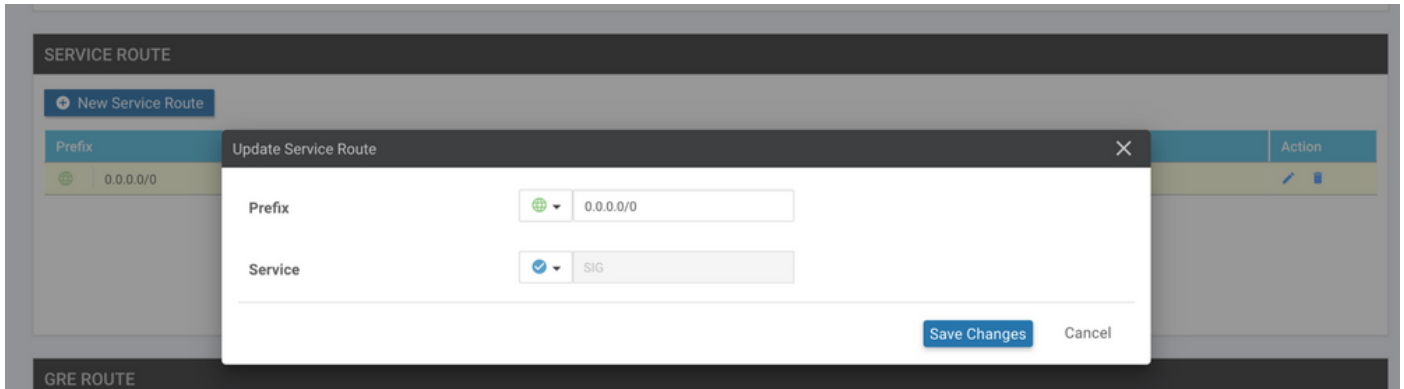 SERVICE ROUTE
New Service Route
Prefix
Action
0.0.0.0/0
Update Service Route
Prefix
0.0.0.0/0
Service
SIG
Save Changes
Cancel
GRE ROUTE